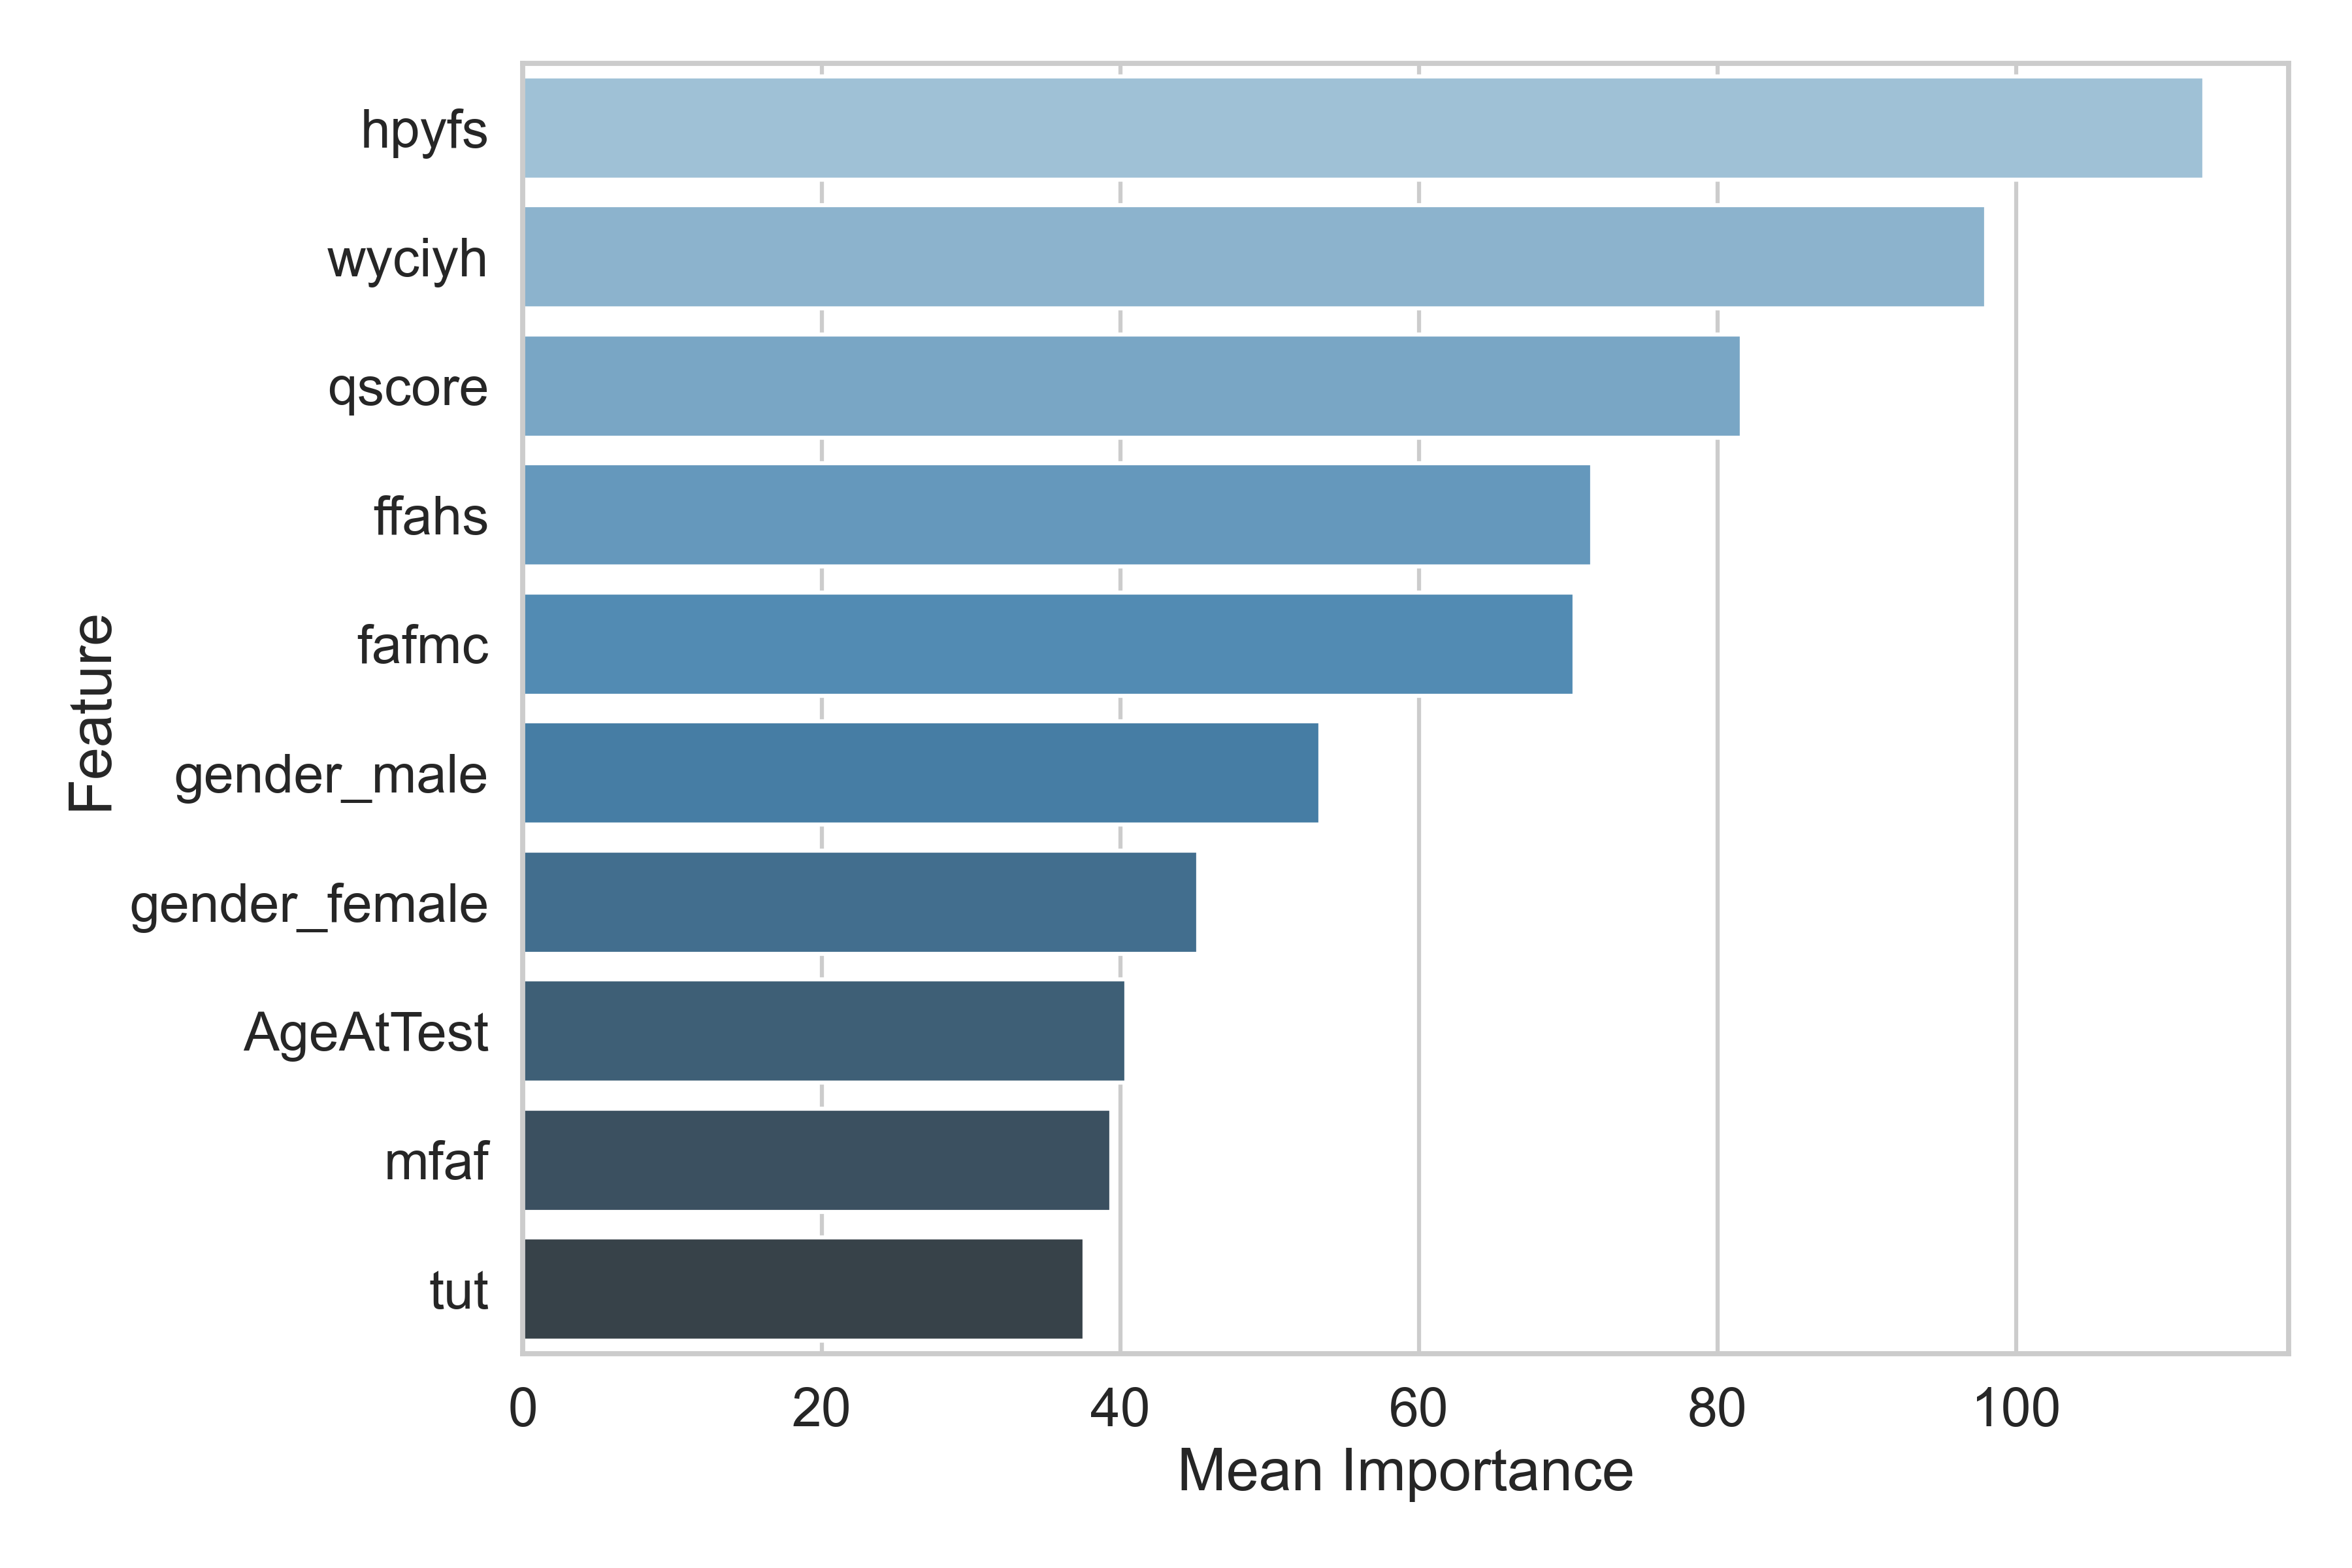 hpyfs
wyciyh
qscore
ffahs
fafmc
gender_male
gender_female
AgeAtTest
mfaf
tut
Feature
0 20 40 60 80 100
Mean Importance